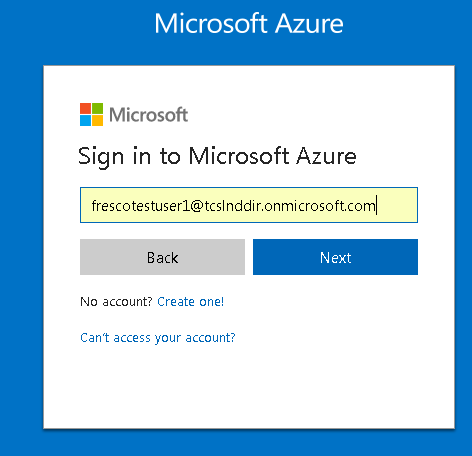 Microsoft Azure
Microsoft
Sign in to Microsoft Azure
frescotestuser1@tcslnddir.onmicrosoft.com
Back Next
No account? Create one!
Can't access your account?